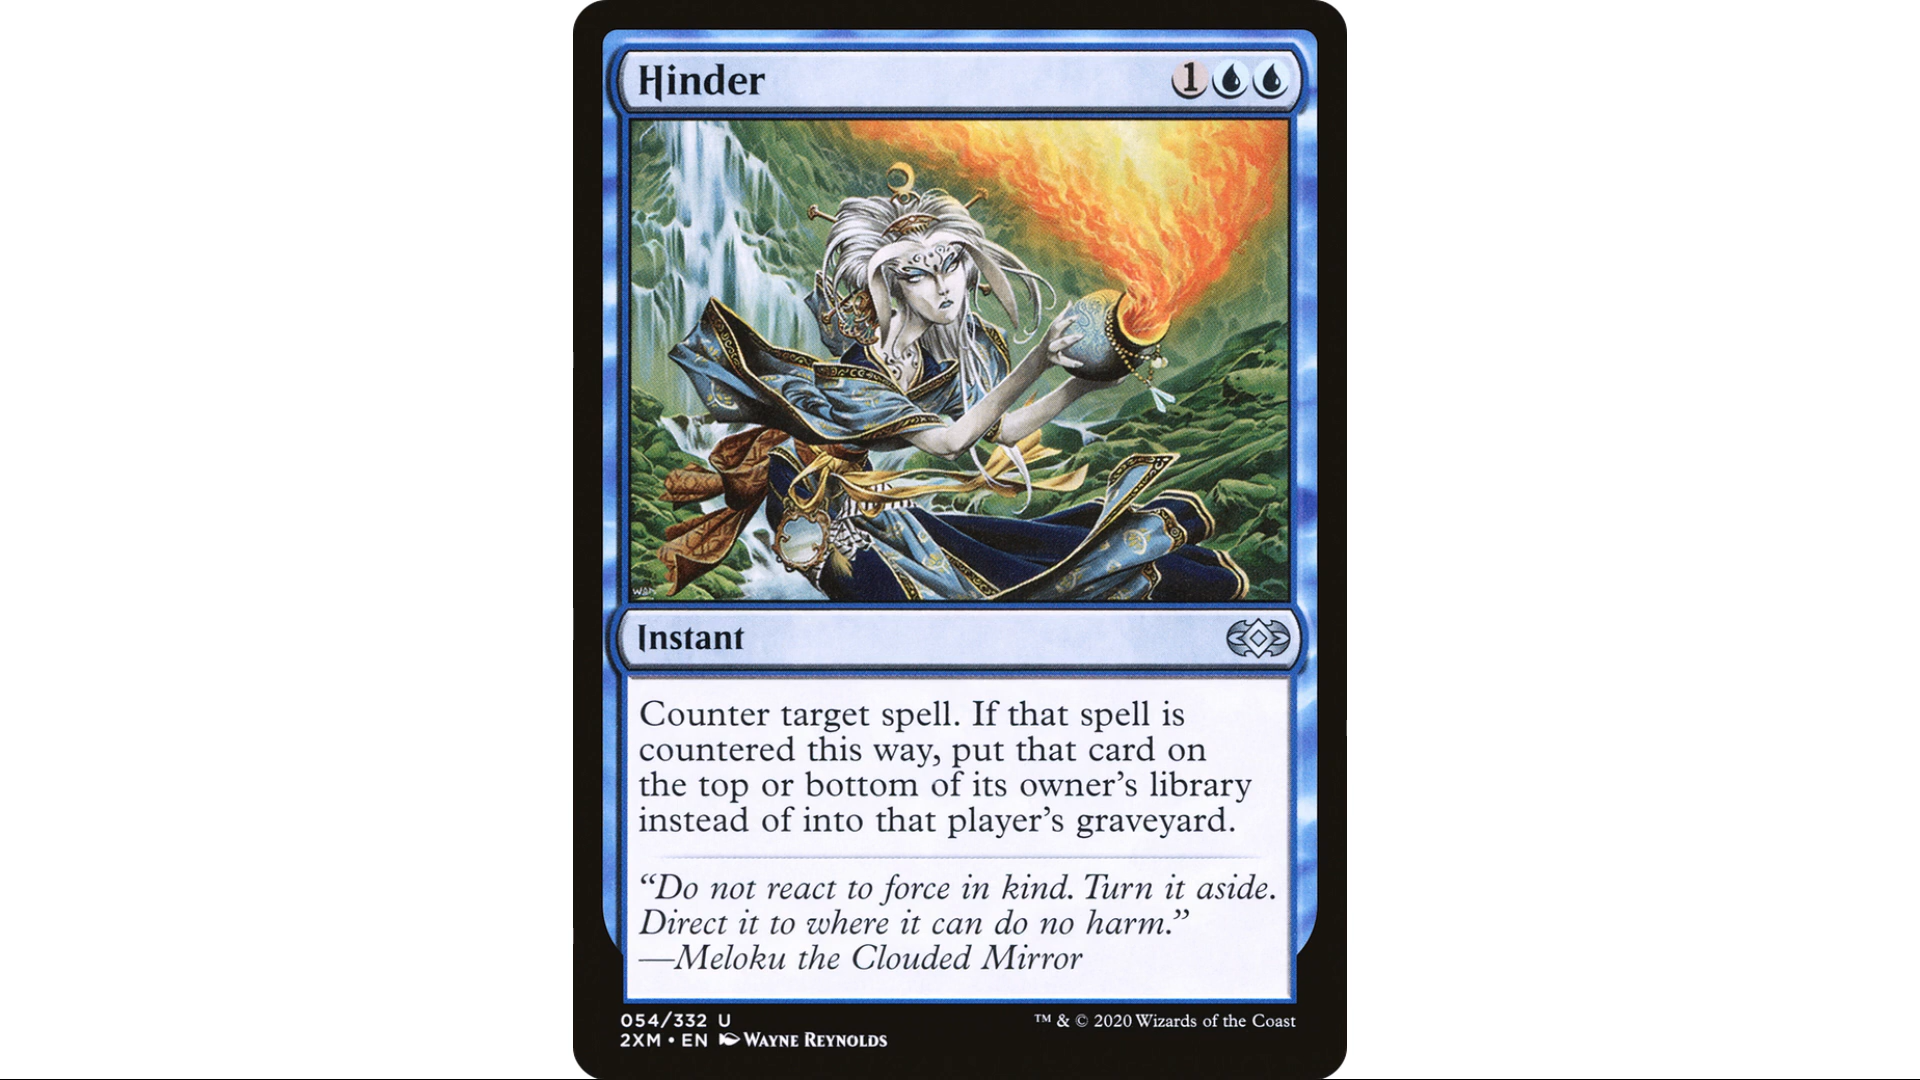 Hinder 1
Instant
Counter target spell. If that spell is
countered this way, put that card on
the top or bottom of its owner's library
instead of into that player's graveyard.
“Do not react to force in kind. Turn it aside.
Direct it to where it can do no harm.”
—Meloku the Clouded Mirror
054/332 U
™ & © 2020 Wizards of the Coast
2XM • EN Wayne Reynolds